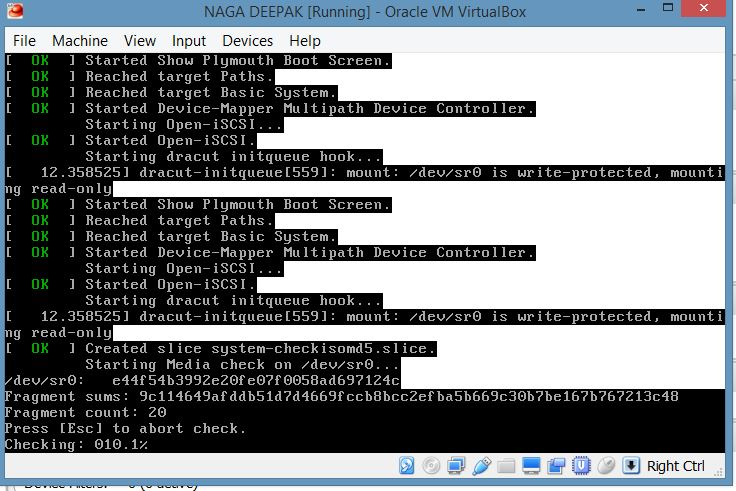 NAGA DEEPAK [Running] - Oracle VM VirtualBox
File Machine View Input Devices Help
[ OK ] Started Show Plymouth Boot Screen.
[ OK ] Reached target Paths.
[ OK ] Reached target Basic System.
[ OK ] Started Device-Mapper Multipath Device Controller.
Starting Open-iSCSI...
[ OK ] Started Open-iSCSI.
Starting dracut initqueue hook...
[ 12.358525] dracut-initqueue[559]: mount: /dev/sr0 is write-protected, mounti
ng read-only
[ OK ] Started Show Plymouth Boot Screen.
[ OK ] Reached target Paths.
[ OK ] Reached target Basic System.
[ OK ] Started Device-Mapper Multipath Device Controller.
Starting Open-iSCSI...
[ OK ] Started Open-iSCSI.
Starting dracut initqueue hook...
[ 12.358525] dracut-initqueue[559]: mount: /dev/sr0 is write-protected, mounti
ng read-only
[ OK ] Created slice system-checkisomd5.slice.
Starting Media check on /dev/sr0...
/dev/sr0: e44f54b3992e20fe07f0058ad697124c
Fragment sums: 9c114649afddb51d7d4669fccb8bcc2efba5b669c30b7be167b767213c48
Fragment count: 20
Press [Esc] to abort check.
Checking: 010.1%
Right Ctrl